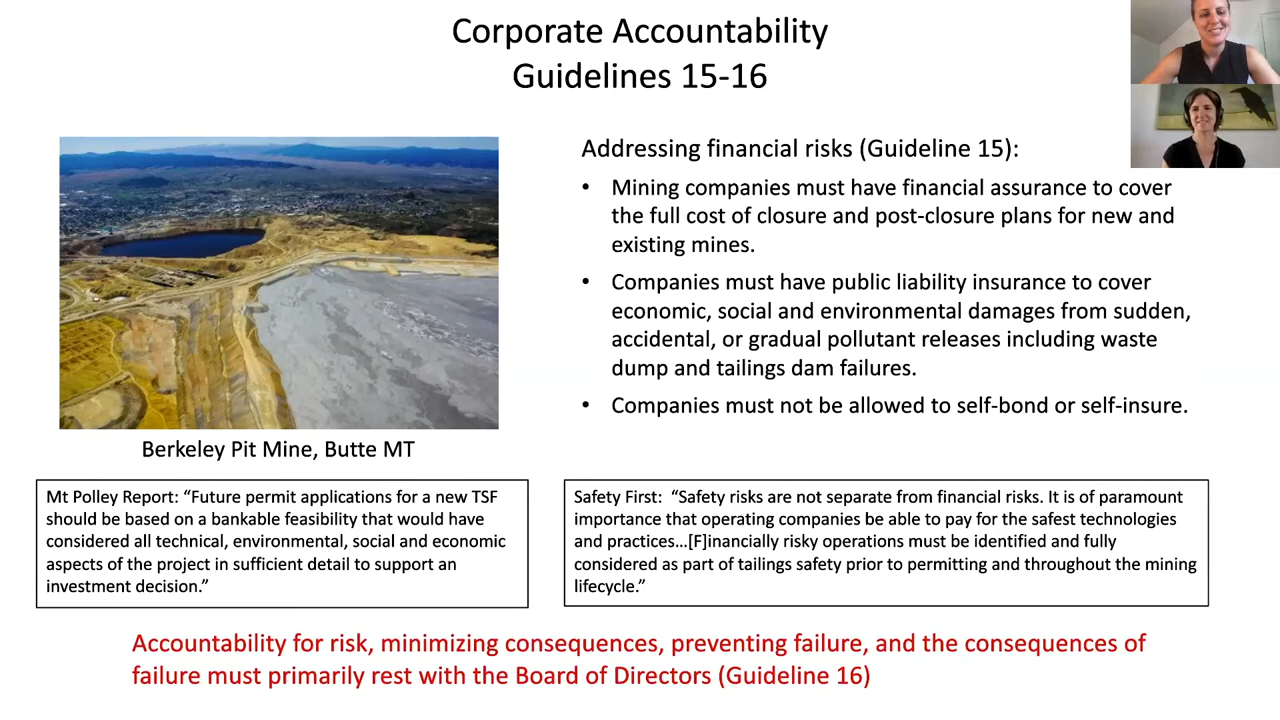 Corporate Accountability
Guidelines 15-16
Addressing financial risks (Guideline 15):
• Mining companies must have financial assurance to cover
the full cost of closure and post-closure plans for new and
existing mines.
• Companies must have public liability insurance to cover
economic, social and environmental damages from sudden,
accidental, or gradual pollutant releases including waste
dump and tailings dam failures.
• Companies must not be allowed to self-bond or self-insure.
Berkeley Pit Mine, Butte MT
Mt Polley Report: “Future permit applications for a new TSF
should be based on a bankable feasibility that would have
considered all technical, environmental, social and economic
aspects of the project in sufficient detail to support an
investment decision.”
Safety First:  “Safety risks are not separate from financial risks. It is of paramount
importance that operating companies be able to pay for the safest technologies
and practices…[F]inancially risky operations must be identified and fully
considered as part of tailings safety prior to permitting and throughout the mining
lifecycle.”
Accountability for risk, minimizing consequences, preventing failure, and the consequences of
failure must primarily rest with the Board of Directors (Guideline 16)